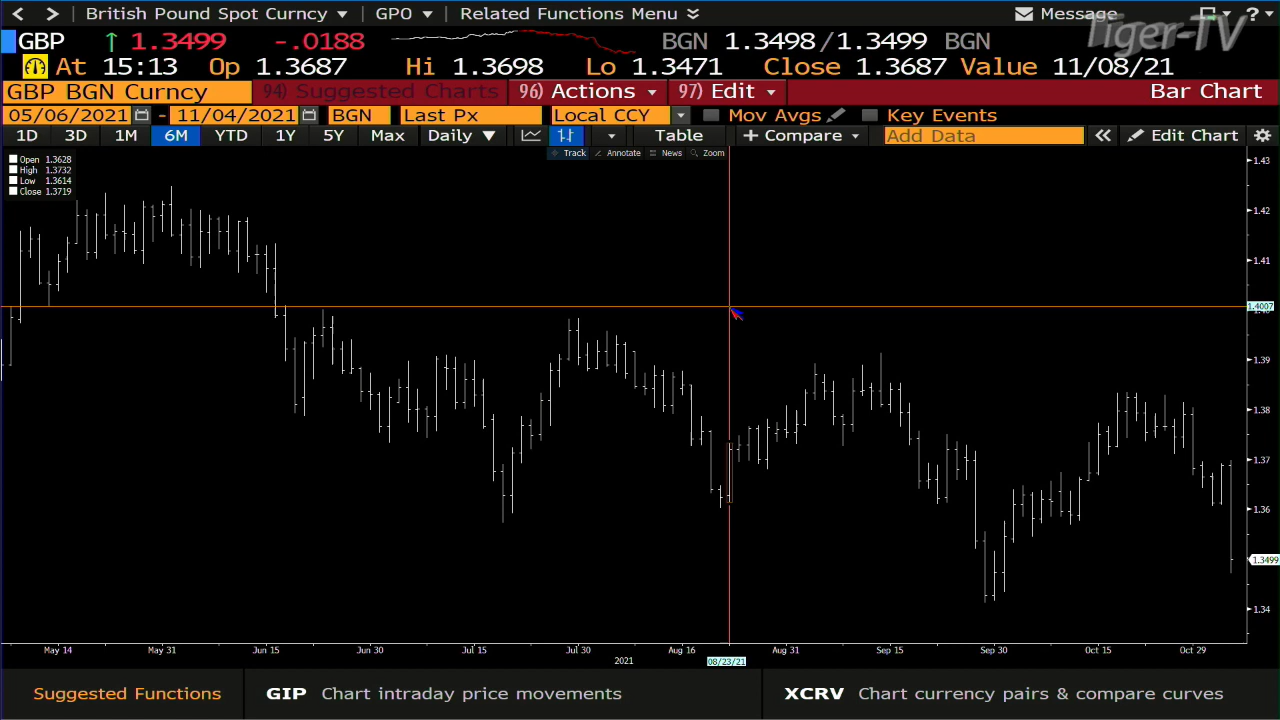 British Pound Spot Curncy GPO Related Functions Menu Message ?
GBP 1.3499 -.0188 BGN 1.3498/1.3499 BGN
Tiger-TV
At 15:13 Op 1.3687 Hi 1.3698 Lo 1.3471 Close 1.3687 Value 11/08/21
GBP BGN Curncy 94) Suggested Charts 96) Actions 97) Edit Bar Chart
05/06/2021 - 11/04/2021 BGN Last Px Local CCY Mov Avgs Key Events
1D 3D 1M 6M YTD 1Y 5Y Max Daily Table + Compare Add Data Edit Chart
Track Annotate News Zoom
Open 1.3628
High 1.3732
Low 1.3614
Close 1.3719
1.43
1.42
1.41
1.4007
1.39
1.38
1.37
1.36
1.3499
1.34
May 14 May 31 Jun 15 Jun 30 Jul 15 Jul 30 Aug 16 Aug 31 Sep 15 Sep 30 Oct 15 Oct 29
2021 08/23/21
Suggested Functions GIP Chart intraday price movements XCRV Chart currency pairs & compare curves